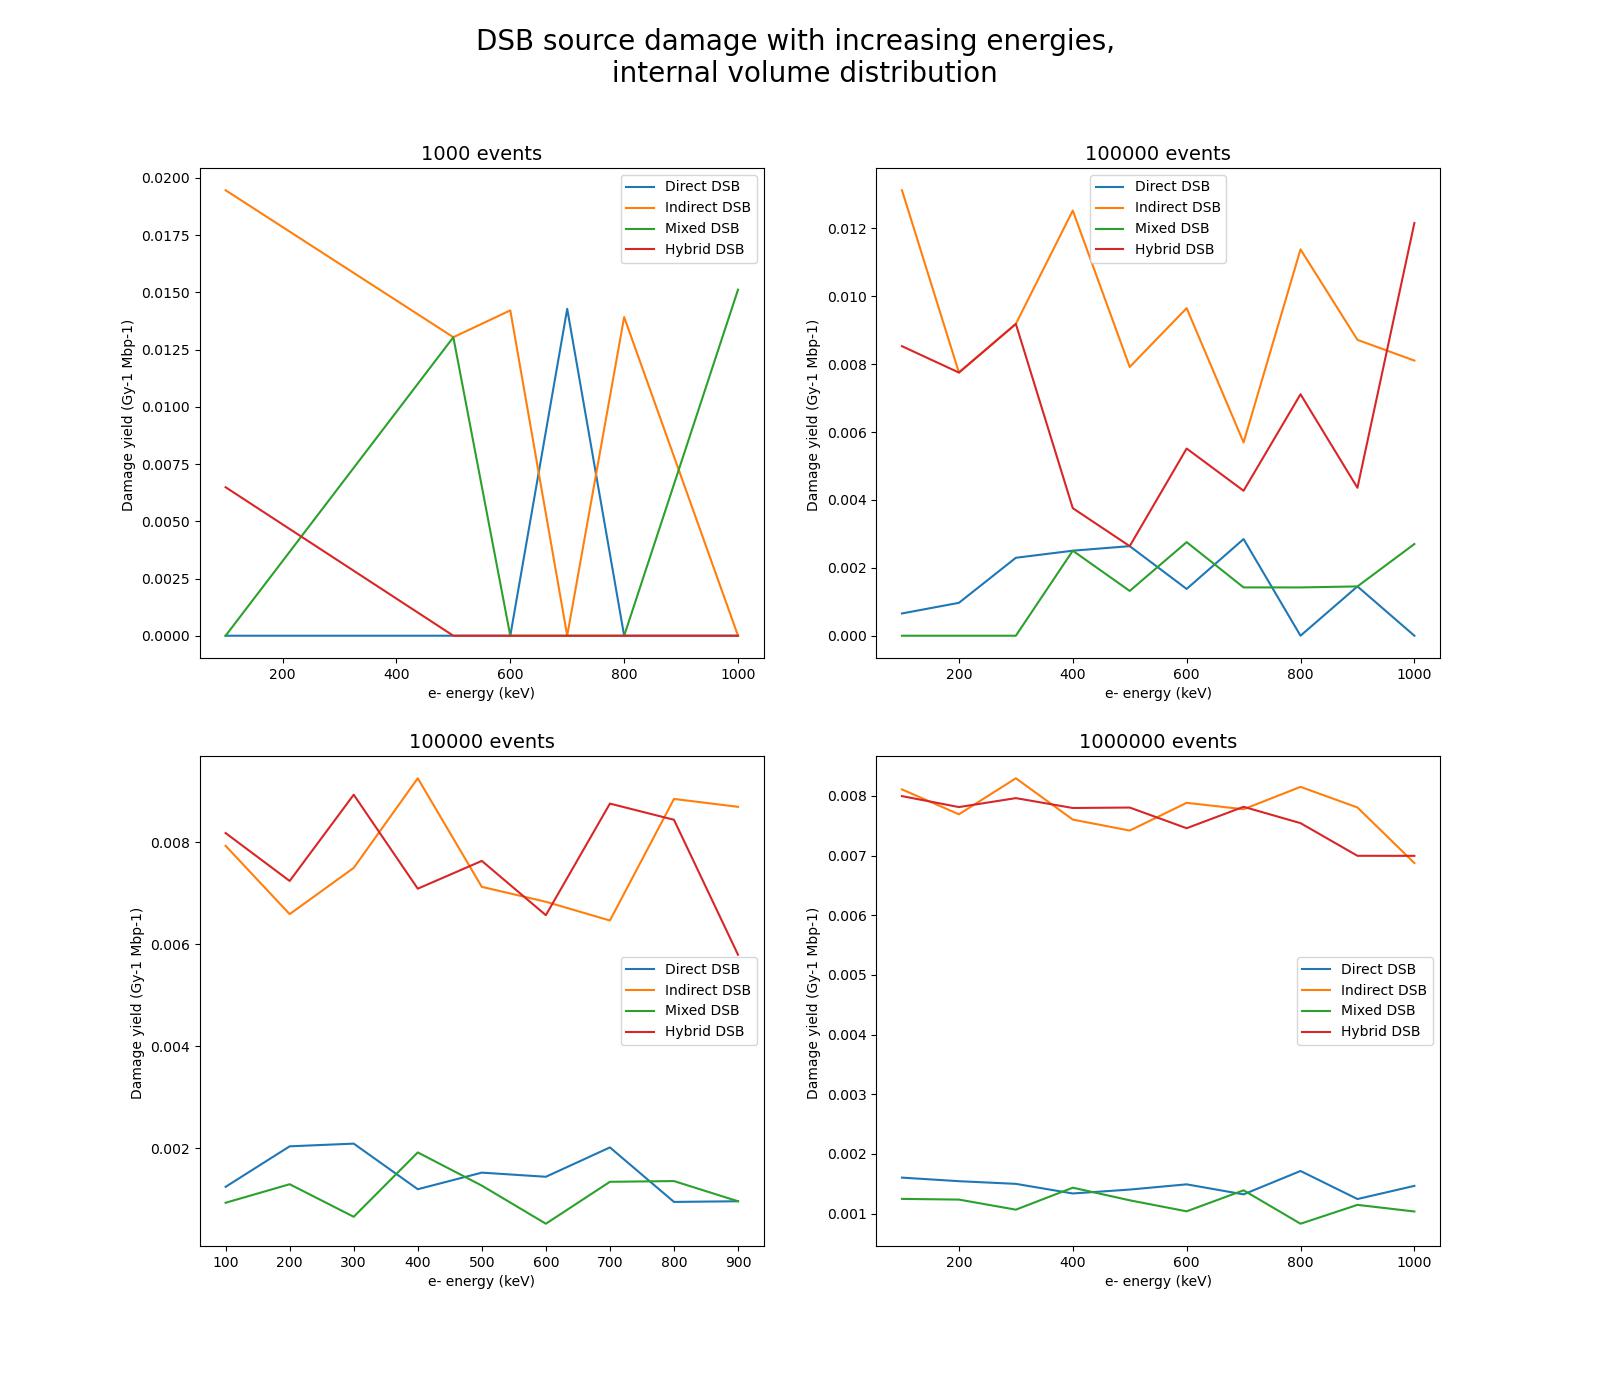 DSB source damage with increasing energies,
internal volume distribution
1000 events
Damage yield (Gy-1 Mbp-1)
0.0200
0.0175
0.0150
0.0125
0.0100
0.0075
0.0050
0.0025
0.0000
Direct DSB
Indirect DSB
Mixed DSB
Hybrid DSB
200 400 600 800 1000
e- energy (keV)
100000 events
Damage yield (Gy-1 Mbp-1)
0.012
0.010
0.008
0.006
0.004
0.002
0.000
Direct DSB
Indirect DSB
Mixed DSB
Hybrid DSB
200 400 600 800 1000
e- energy (keV)
100000 events
Damage yield (Gy-1 Mbp-1)
0.008
0.006
0.004
0.002
Direct DSB
Indirect DSB
Mixed DSB
Hybrid DSB
100 200 300 400 500 600 700 800 900
e- energy (keV)
1000000 events
Damage yield (Gy-1 Mbp-1)
0.008
0.007
0.006
0.005
0.004
0.003
0.002
0.001
Direct DSB
Indirect DSB
Mixed DSB
Hybrid DSB
200 400 600 800 1000
e- energy (keV)